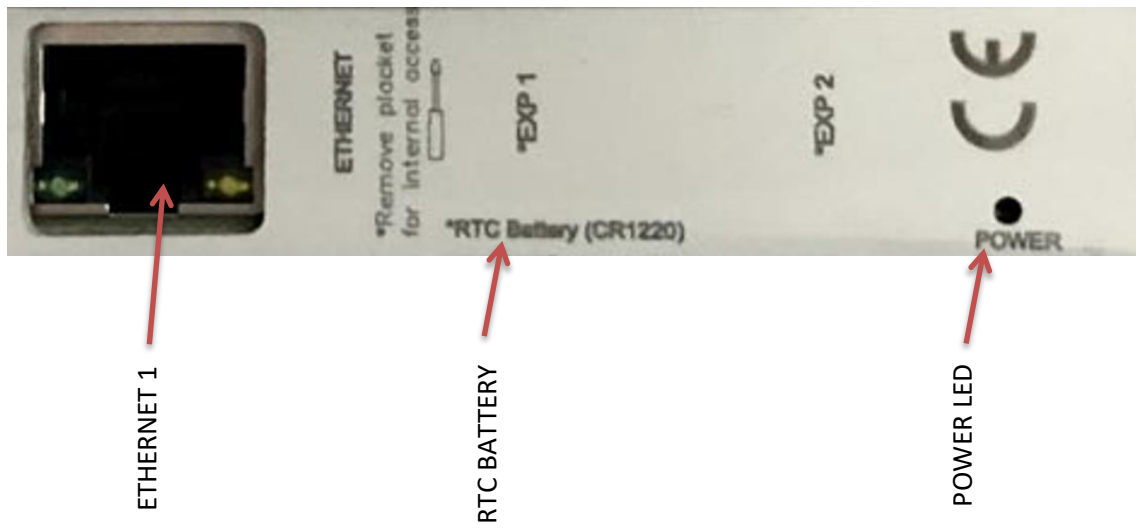 ETHERNET
*Remove placket
for internal access
*EXP 1
*EXP 2
CE
*RTC Battery (CR1220)
POWER
ETHERNET 1
RTC BATTERY
POWER LED